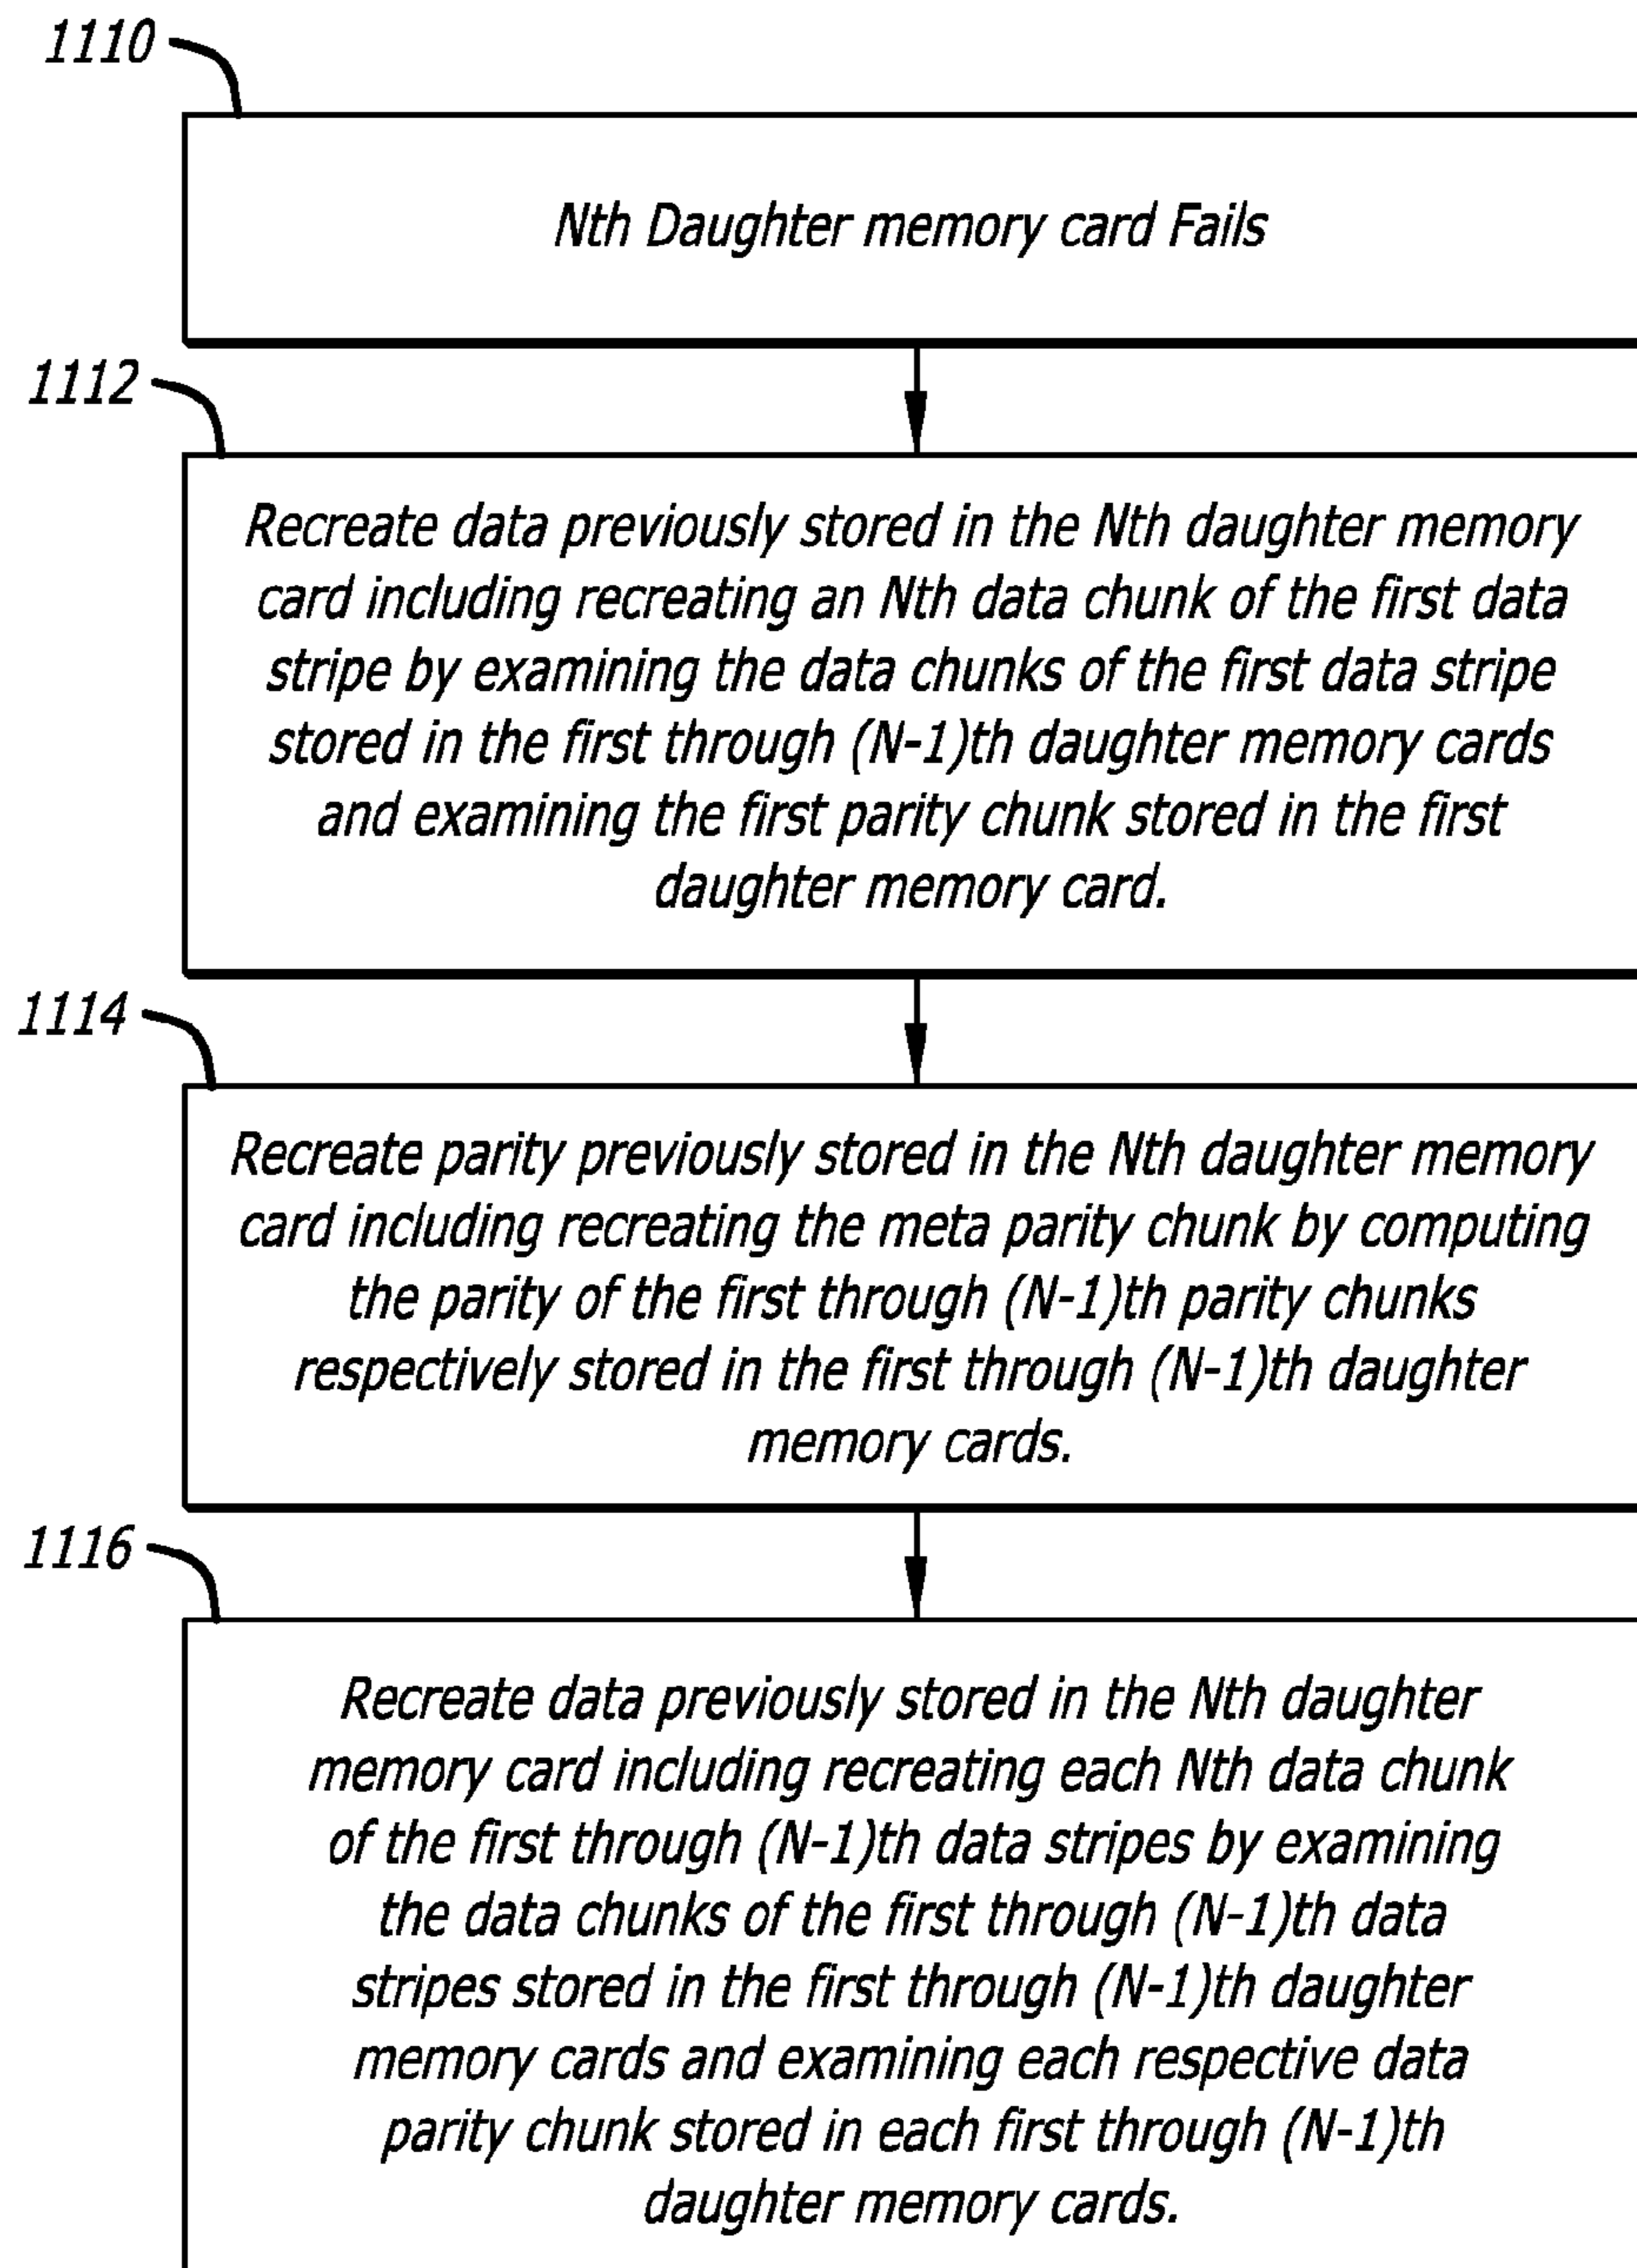 1110
Nth Daughter memory card Fails
1112
Recreate data previously stored in the Nth daughter memory
card including recreating an Nth data chunk of the first data
stripe by examining the data chunks of the first data stripe
stored in the first through (N-1)th daughter memory cards
and examining the first parity chunk stored in the first
daughter memory card.
1114
Recreate parity previously stored in the Nth daughter memory
card including recreating the meta parity chunk by computing
the parity of the first through (N-1)th parity chunks
respectively stored in the first through (N-1)th daughter
memory cards.
1116
Recreate data previously stored in the Nth daughter
memory card including recreating each Nth data chunk
of the first through (N-1)th data stripes by examining
the data chunks of the first through (N-1)th data
stripes stored in the first through (N-1)th daughter
memory cards and examining each respective data
parity chunk stored in each first through (N-1)th
daughter memory cards.